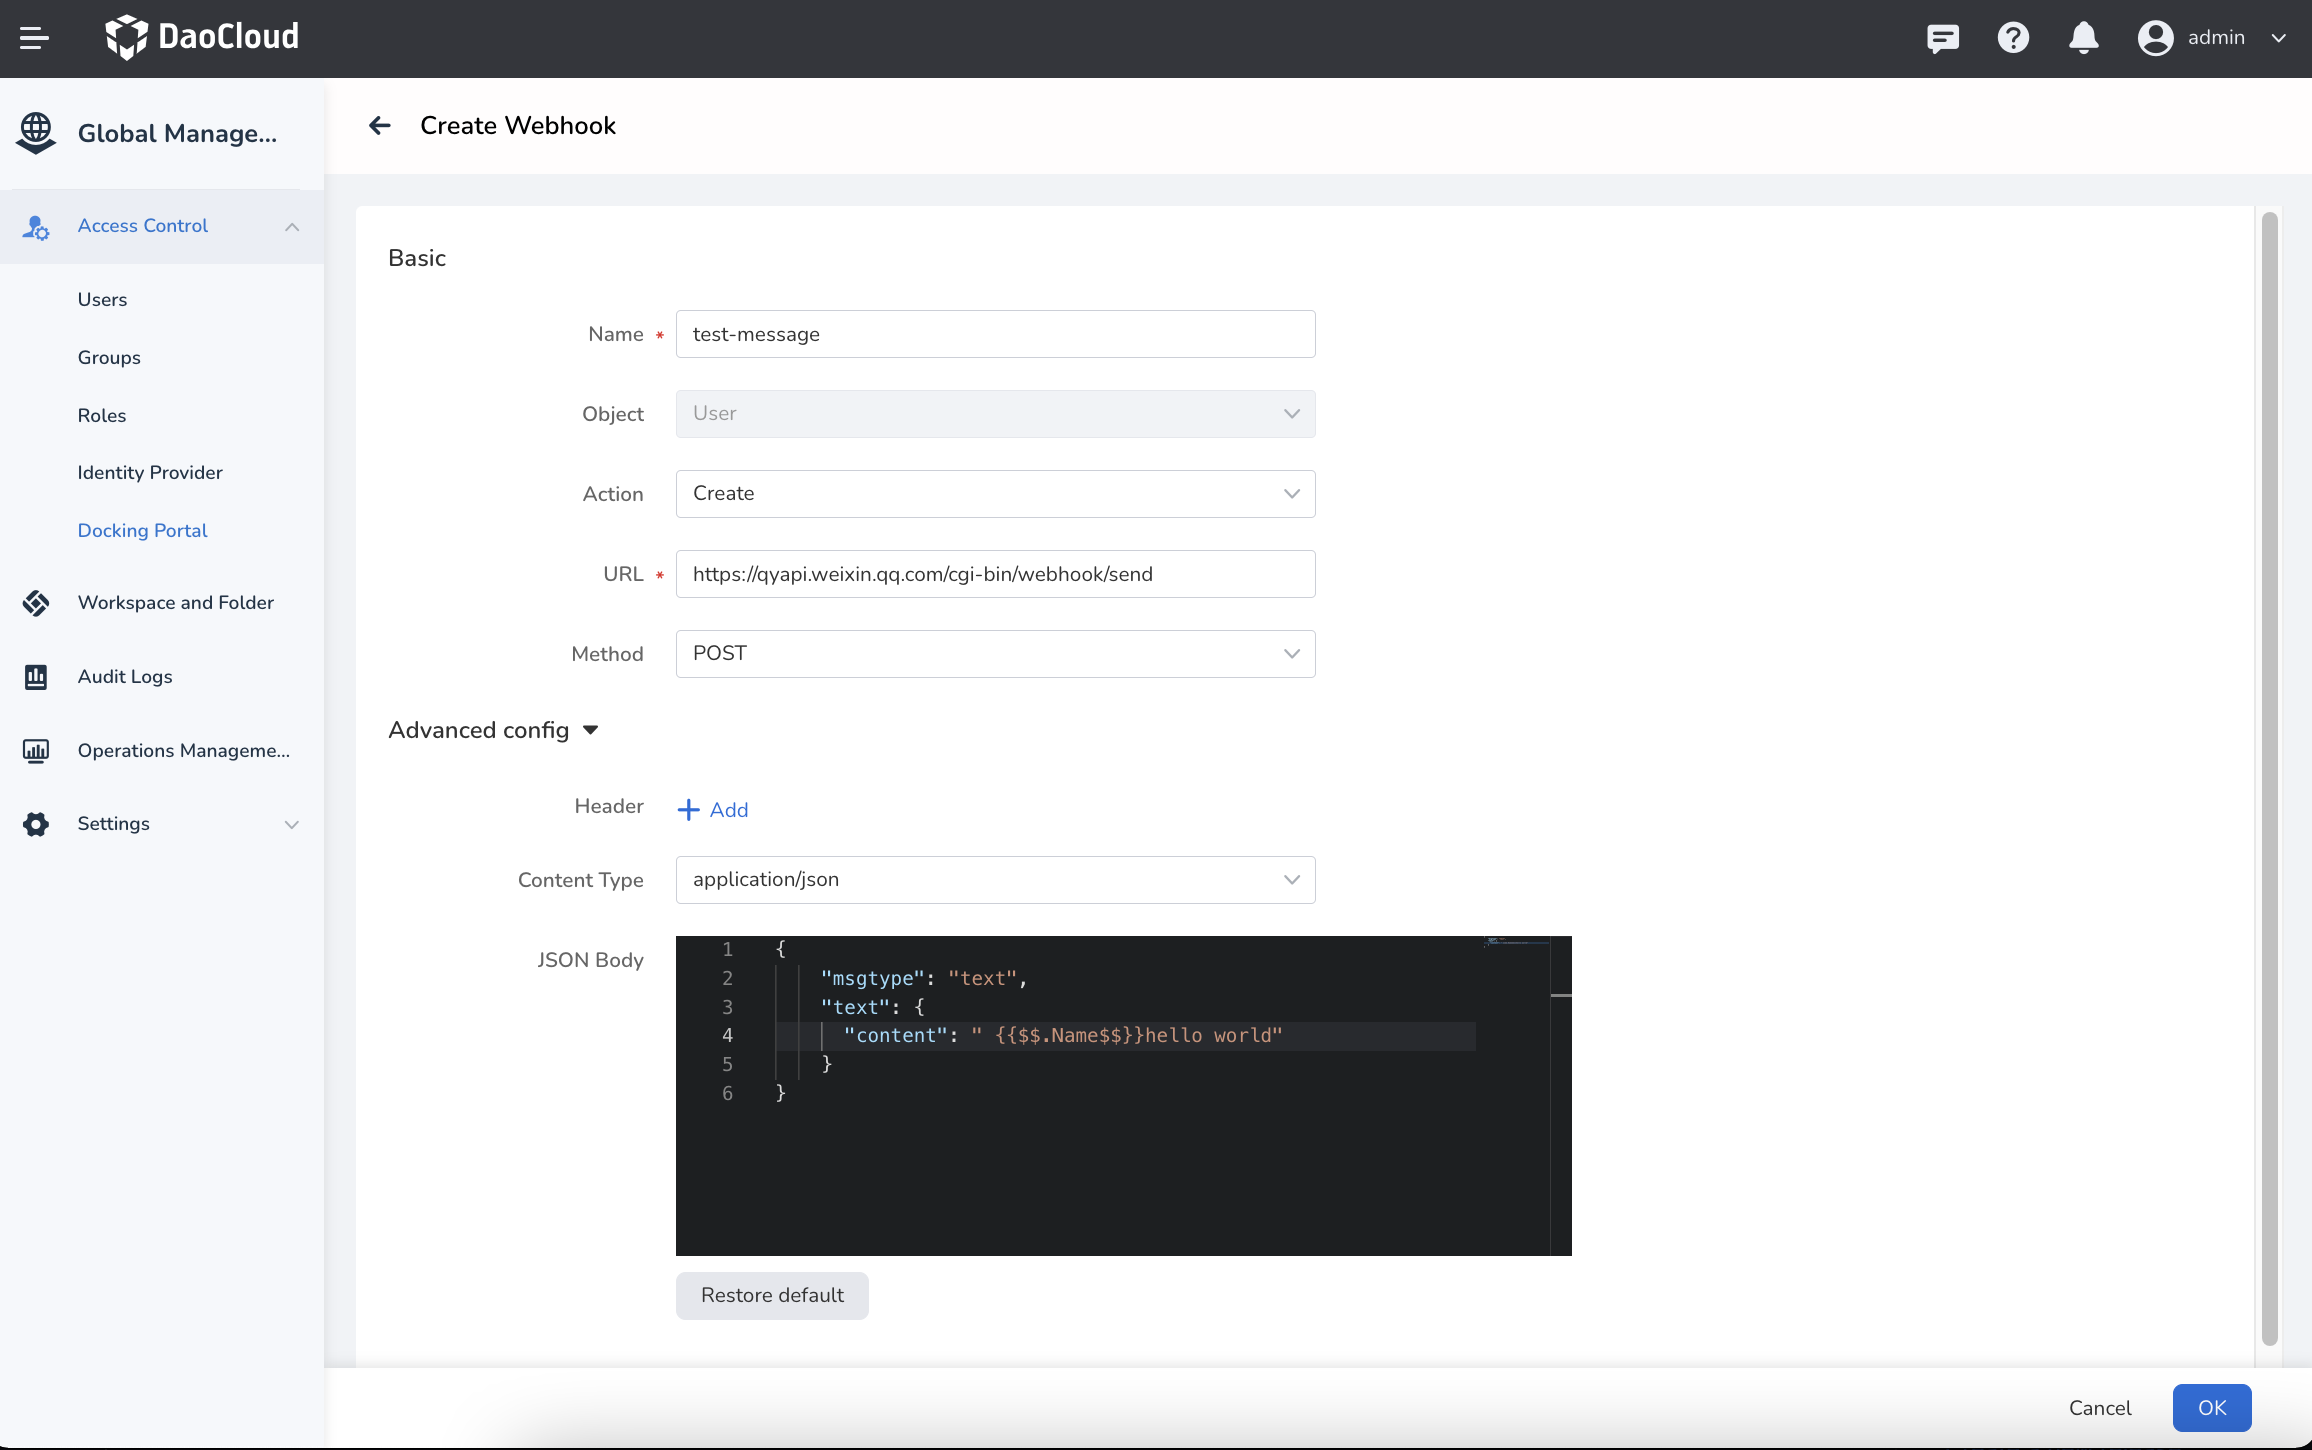 DaoCloud
admin
Global Manage...
Create Webhook
Access Control
Users
Groups
Roles
Identity Provider
Docking Portal
Workspace and Folder
Audit Logs
Operations Manageme...
Settings
Basic
Name * test-message
Object User
Action Create
URL * https://qyapi.weixin.qq.com/cgi-bin/webhook/send
Method POST
Advanced config
Header Add
Content Type application/json
JSON Body
1 {
2 "msgtype": "text",
3 "text": {
4 "content": " {{$$.Name$$}}hello world"
5 }
6 }
Restore default
Cancel OK